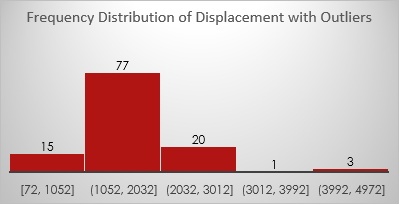 Frequency Distribution of Displacement with Outliers
77
15
20
1
3
[72, 1052] (1052, 2032] (2032, 3012] (3012, 3992] (3992, 4972]